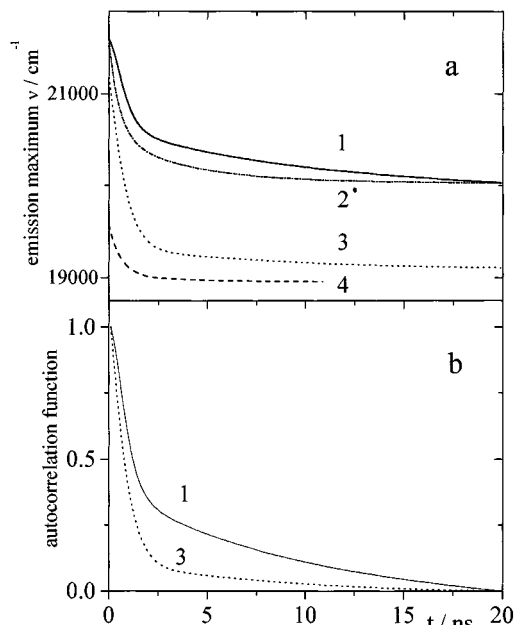 a
21000
19000
emission maximum ν / cm⁻¹
1
2*
3
4
b
1.0
0.5
0.0
autocorrelation function
1
3
0 5 10 15 20
t / ns